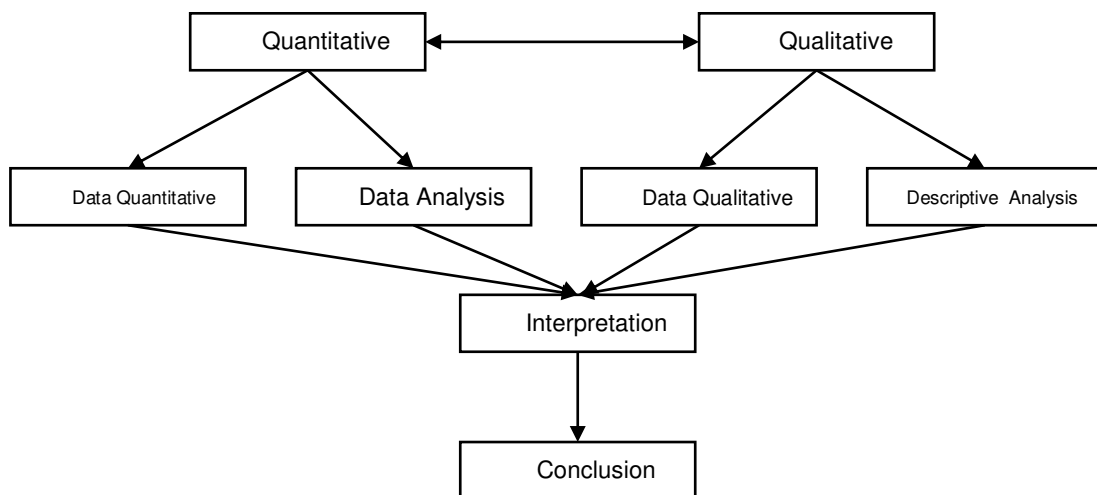 Quantitative
Qualitative
Data Quantitative
Data Analysis
Data Qualitative
Descriptive Analysis
Interpretation
Conclusion